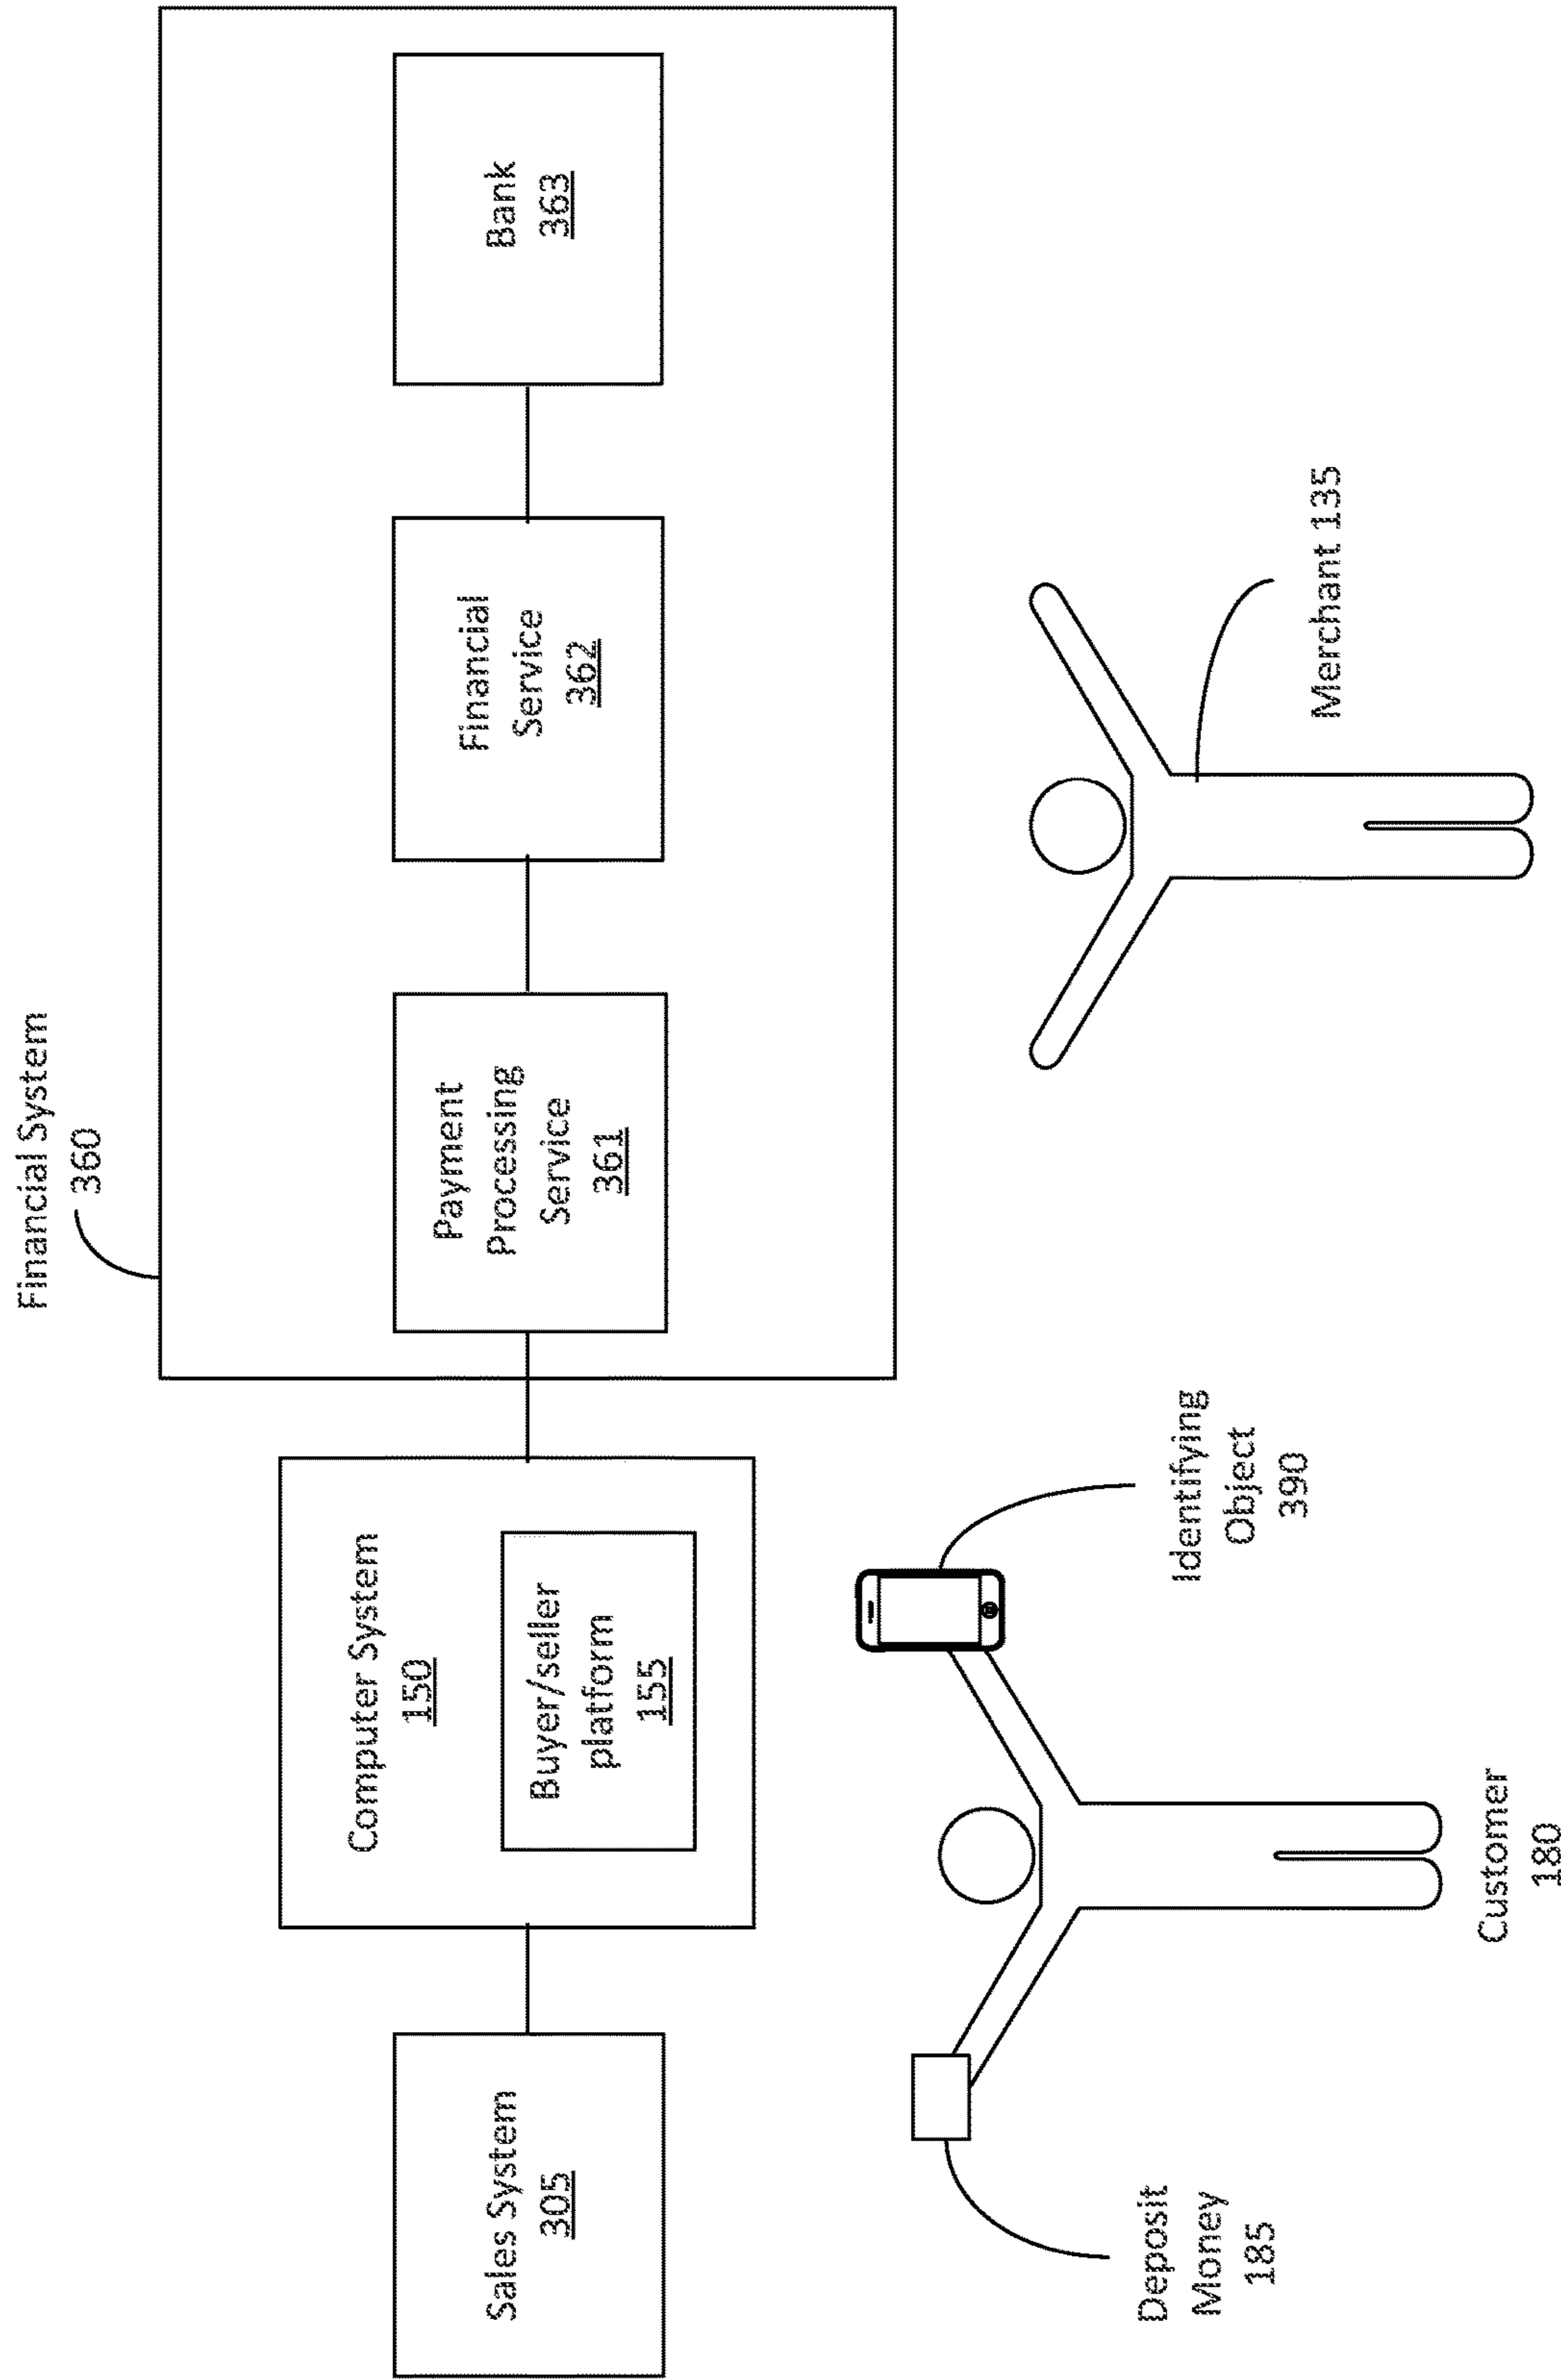 Financial System
360
Sales System
305
Computer System
150
Buyer/seller
platform
155
Payment
Processing
Service
361
Financial
Service
362
Bank
363
Deposit
Money
185
Customer
180
Identifying
Object
390
Merchant 135